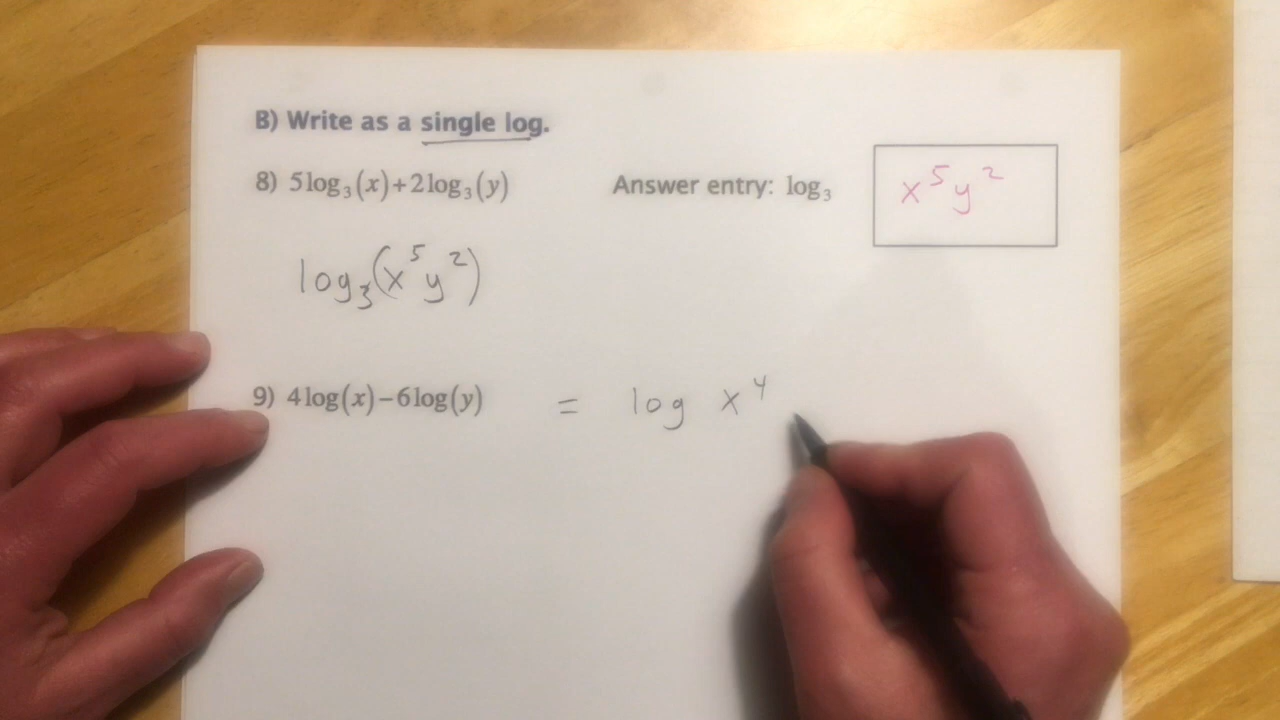 B) Write as a single log.
8) 5log₃(x)+2log₃(y) Answer entry: log₃ x⁵y²
log₃(x⁵y²)
9) 4log(x)−6log(y) = log x⁴